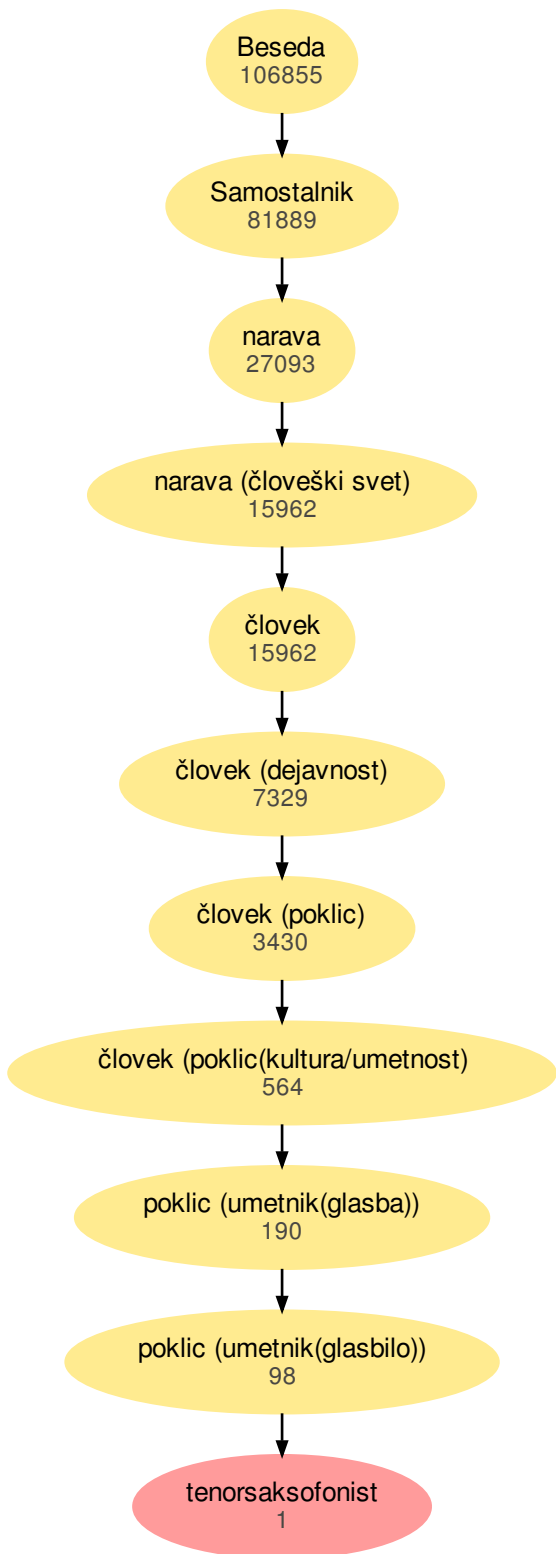 Beseda
106855
Samostalnik
81889
narava
27093
narava (človeški svet)
15962
človek
15962
človek (dejavnost)
7329
človek (poklic)
3430
človek (poklic(kultura/umetnost)
564
poklic (umetnik(glasba))
190
poklic (umetnik(glasbilo))
98
tenorsaksofonist
1